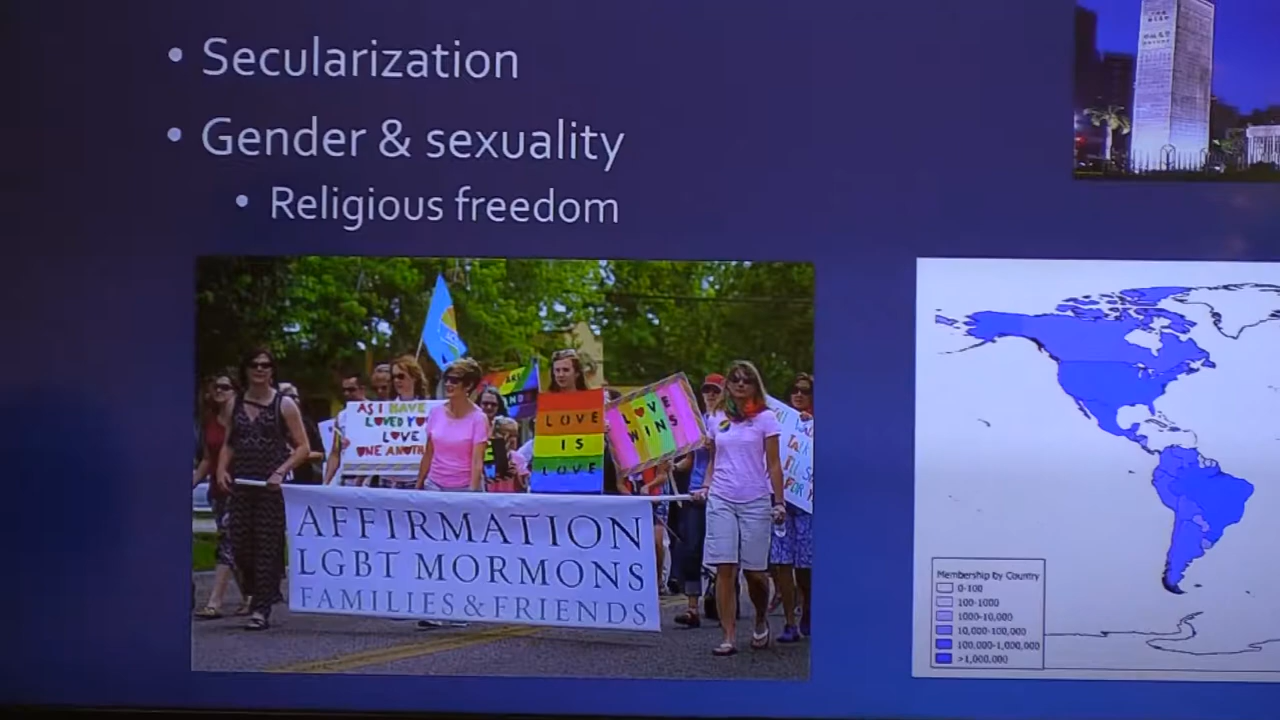 • Secularization
• Gender & sexuality
• Religious freedom
AS I HAVE
LOVED YOU
LOVE
ONE ANOTH
LOVE
IS
LOVE
LOVE
WINS
AFFIRMATION
LGBT MORMONS
FAMILIES & FRIENDS
Membership by Country
0-100
100-1000
1000-10,000
10,000-100,000
100,000-1,000,000
>1,000,000